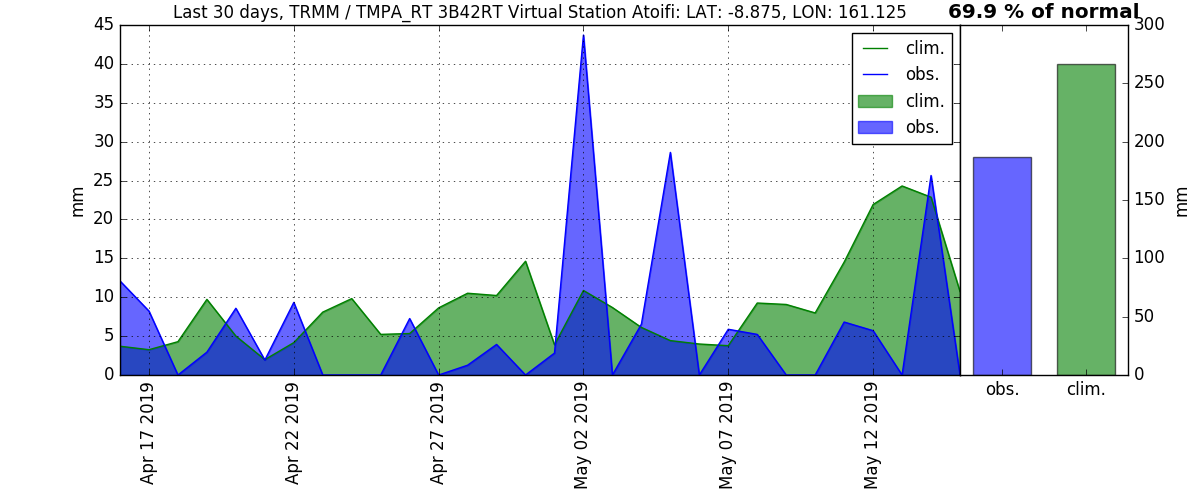 Last 30 days, TRMM / TMPA_RT 3B42RT Virtual Station Atoifi: LAT: -8.875, LON: 161.125
69.9 % of normal
mm
45
40
35
30
25
20
15
10
5
0
clim.
obs.
clim.
obs.
Apr 17 2019
Apr 22 2019
Apr 27 2019
May 02 2019
May 07 2019
May 12 2019
300
250
200
150
100
50
0
mm
obs.
clim.